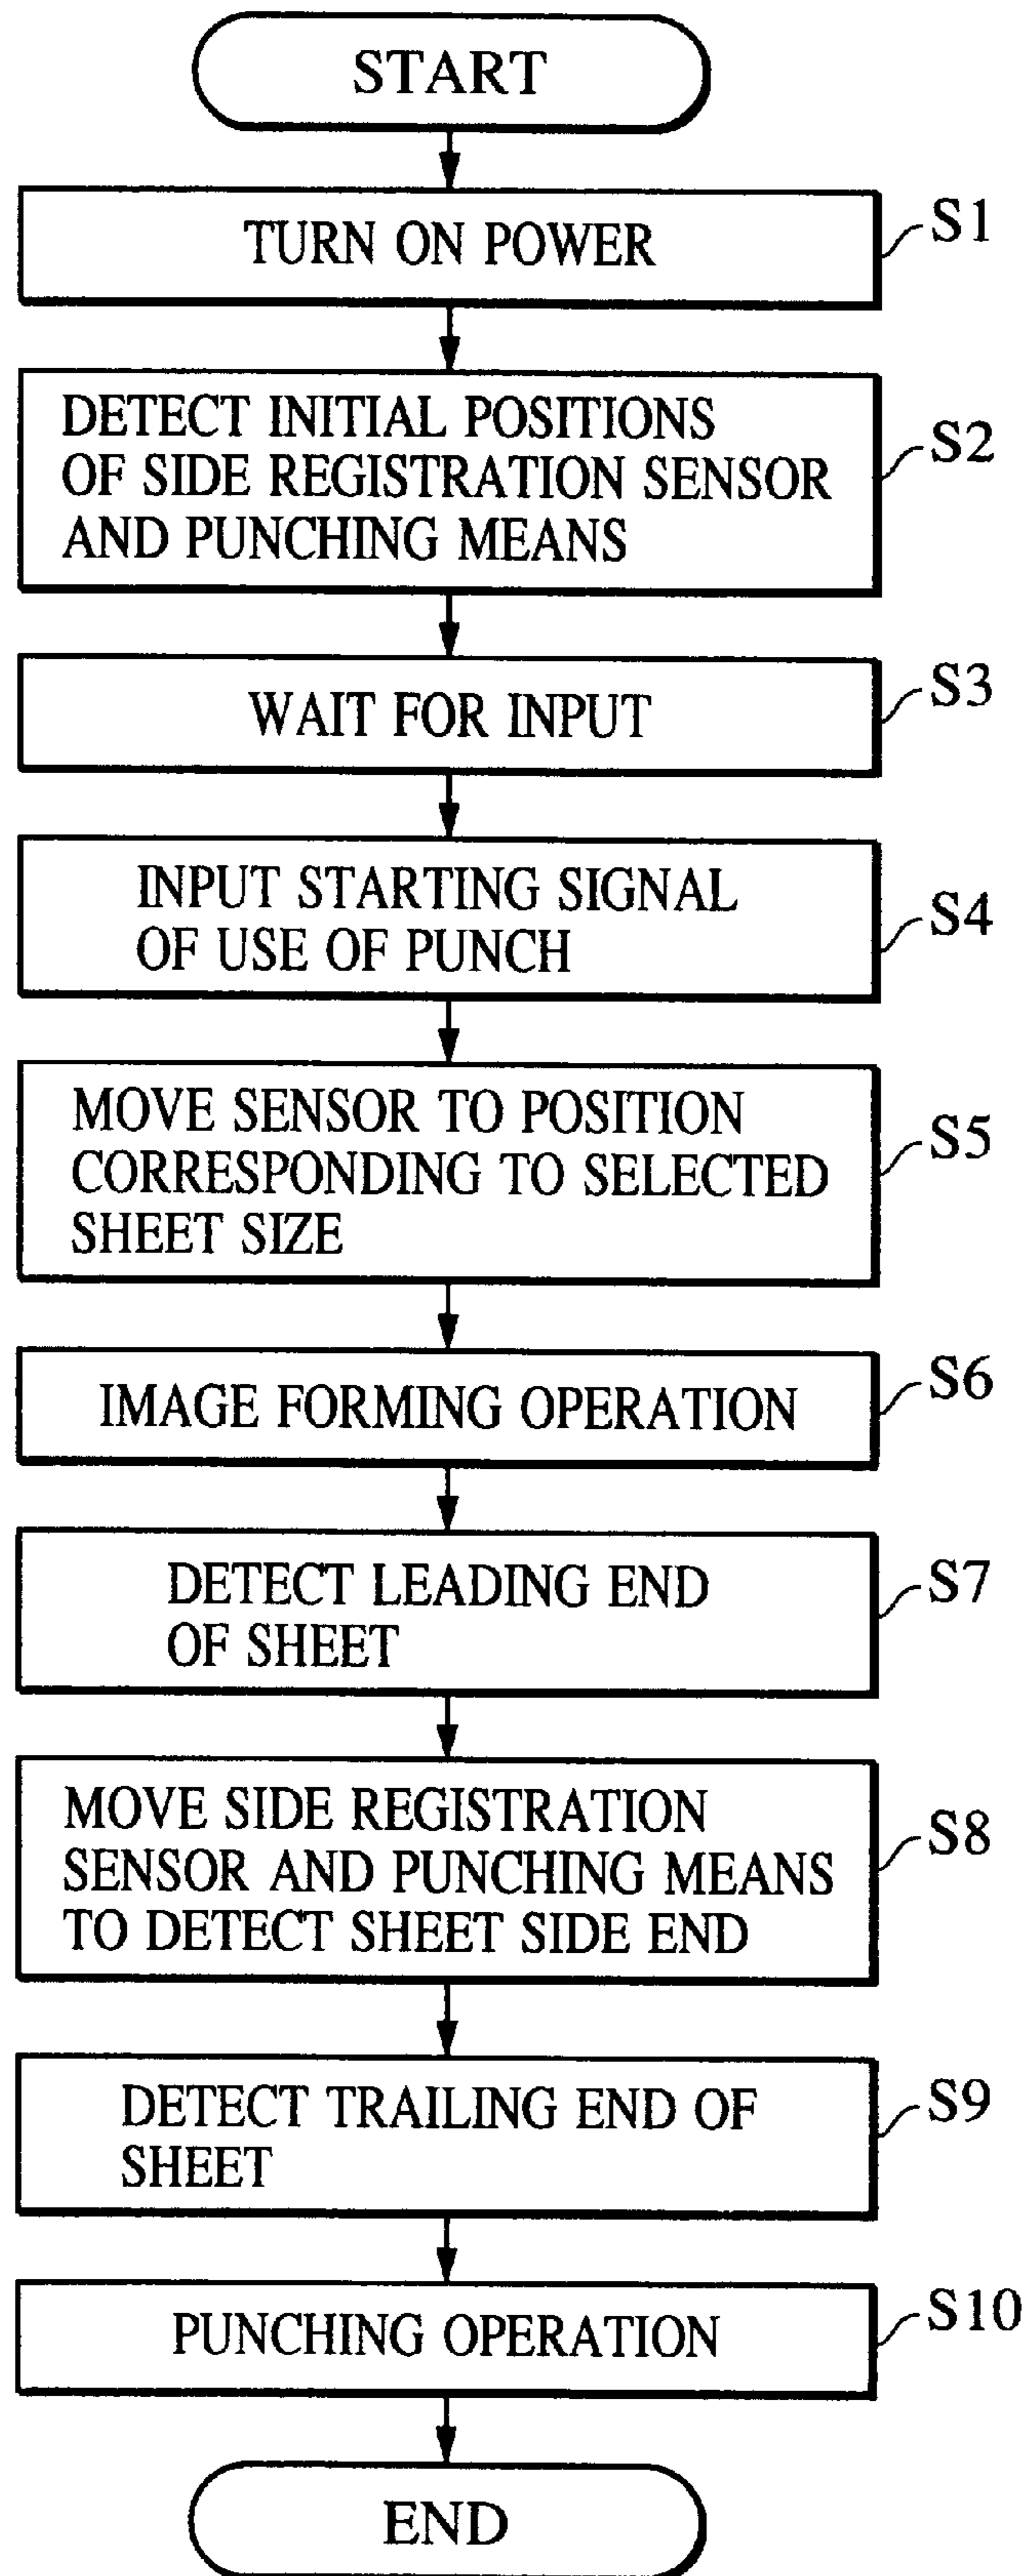 START
TURN ON POWER
S1
DETECT INITIAL POSITIONS
OF SIDE REGISTRATION SENSOR
AND PUNCHING MEANS
S2
WAIT FOR INPUT
S3
INPUT STARTING SIGNAL
OF USE OF PUNCH
S4
MOVE SENSOR TO POSITION
CORRESPONDING TO SELECTED
SHEET SIZE
S5
IMAGE FORMING OPERATION
S6
DETECT LEADING END
OF SHEET
S7
MOVE SIDE REGISTRATION
SENSOR AND PUNCHING MEANS
TO DETECT SHEET SIDE END
S8
DETECT TRAILING END OF
SHEET
S9
PUNCHING OPERATION
S10
END